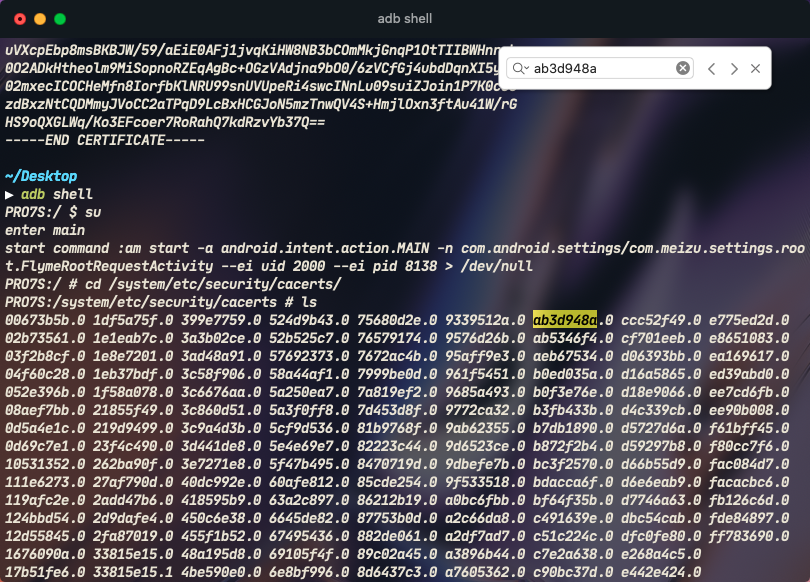 adb shell
ab3d948a
uVXcpEbp8msBKBJW/59/aEiE0AFj1jvqKiHW8NB3bCOmMkjGnqP1OtTIIBWHnr
0O2ADkHtheolm9MiSopnoRZEqAgBc+OGzVAdjna9bO0/6zVCfGj4ubdDqnXI5y
02mxecICOCHeMfn8IorfbKlNRU99snUVUpeRi4swcINnLv09suiZJoin1P7K0c
zdBxzNtCQDMmyJVoCC2aTPqD9LcBxHCGJoN5mzTnwQV4S+HmjlOxn3ftAu41W/rG
HS9oQXGLWq/Ko3EFcoer7RoRahQ7kdRzvYb37Q==
-----END CERTIFICATE-----
~/Desktop
▶ adb shell
PRO7S:/ $ su
enter main
start command :am start -a android.intent.action.MAIN -n com.android.settings/com.meizu.settings.roo
t.FlymeRootRequestActivity --ei uid 2000 --ei pid 8138 > /dev/null
PRO7S:/ # cd /system/etc/security/cacerts/
PRO7S:/system/etc/security/cacerts # ls
00673b5b.0 1df5a75f.0 399e7759.0 524d9b43.0 75680d2e.0 9339512a.0 ab3d948a.0 ccc52f49.0 e775ed2d.0
02b73561.0 1e1eab7c.0 3a3b02ce.0 52b525c7.0 76579174.0 9576d26b.0 ab5346f4.0 cf701eeb.0 e8651083.0
03f2b8cf.0 1e8e7201.0 3ad48a91.0 57692373.0 7672ac4b.0 95aff9e3.0 aeb67534.0 d06393bb.0 ea169617.0
04f60c28.0 1eb37bdf.0 3c58f906.0 58a44af1.0 7999be0d.0 961f5451.0 b0ed035a.0 d16a5865.0 ed39abd0.0
052e396b.0 1f58a078.0 3c6676aa.0 5a250ea7.0 7a819ef2.0 9685a493.0 b0f3e76e.0 d18e9066.0 ee7cd6fb.0
08aef7bb.0 21855f49.0 3c860d51.0 5a3f0ff8.0 7d453d8f.0 9772ca32.0 b3fb433b.0 d4c339cb.0 ee90b008.0
0d5a4e1c.0 219d9499.0 3c9a4d3b.0 5cf9d536.0 81b9768f.0 9ab62355.0 b7db1890.0 d5727d6a.0 f61bff45.0
0d69c7e1.0 23f4c490.0 3d441de8.0 5e4e69e7.0 82223c44.0 9d6523ce.0 b872f2b4.0 d59297b8.0 f80cc7f6.0
10531352.0 262ba90f.0 3e7271e8.0 5f47b495.0 8470719d.0 9dbefe7b.0 bc3f2570.0 d66b55d9.0 fac084d7.0
111e6273.0 27af790d.0 40dc992e.0 60afe812.0 85cde254.0 9f533518.0 bdacca6f.0 d6e6eab9.0 facacbc6.0
119afc2e.0 2add47b6.0 418595b9.0 63a2c897.0 86212b19.0 a0bc6fbb.0 bf64f35b.0 d7746a63.0 fb126c6d.0
124bbd54.0 2d9dafe4.0 450c6e38.0 6645de82.0 87753b0d.0 a2c66da8.0 c491639e.0 dbc54cab.0 fde84897.0
12d55845.0 2fa87019.0 455f1b52.0 67495436.0 882de061.0 a2df7ad7.0 c51c224c.0 dfc0fe80.0 ff783690.0
1676090a.0 33815e15.0 48a195d8.0 69105f4f.0 89c02a45.0 a3896b44.0 c7e2a638.0 e268a4c5.0
17b51fe6.0 33815e15.1 4be590e0.0 6e8bf996.0 8d6437c3.0 a7605362.0 c90bc37d.0 e442e424.0